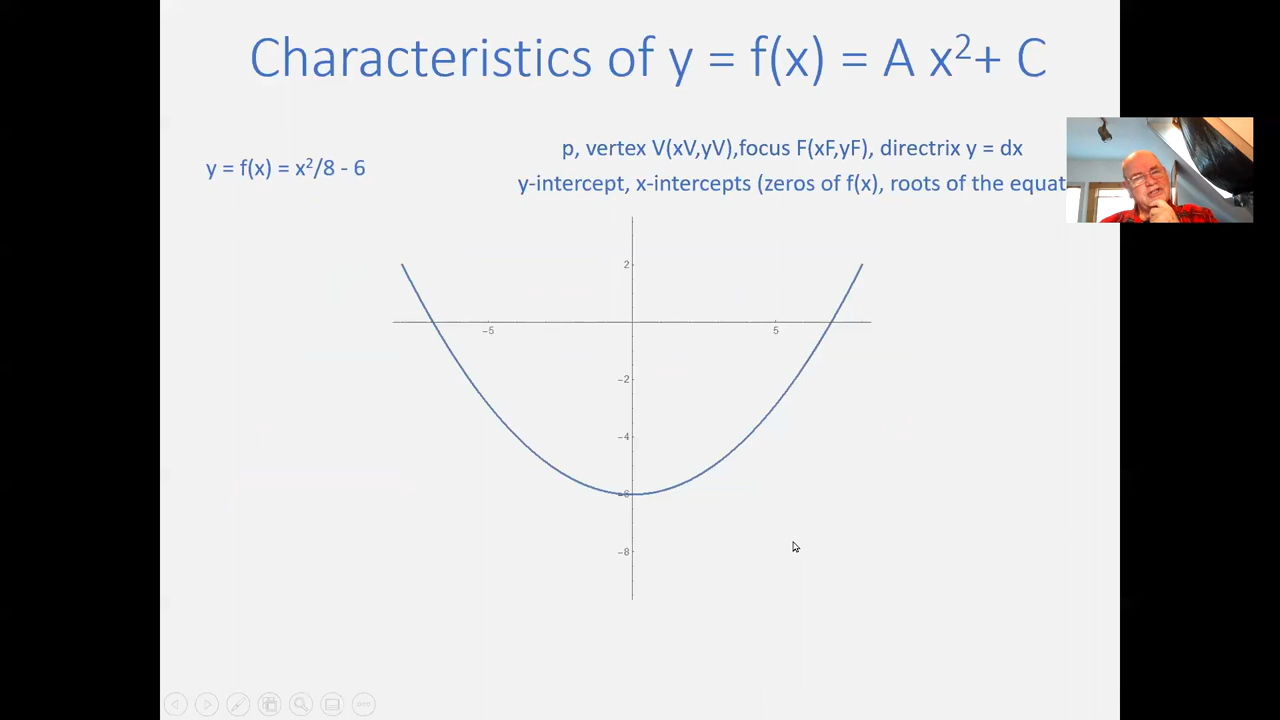 Characteristics of y = f(x) = A x²+ C
p, vertex V(xV,yV),focus F(xF,yF), directrix y = dx
y = f(x) = x²/8 - 6
y-intercept, x-intercepts (zeros of f(x), roots of the equat
2
-5
5
-2
-4
-6
-8